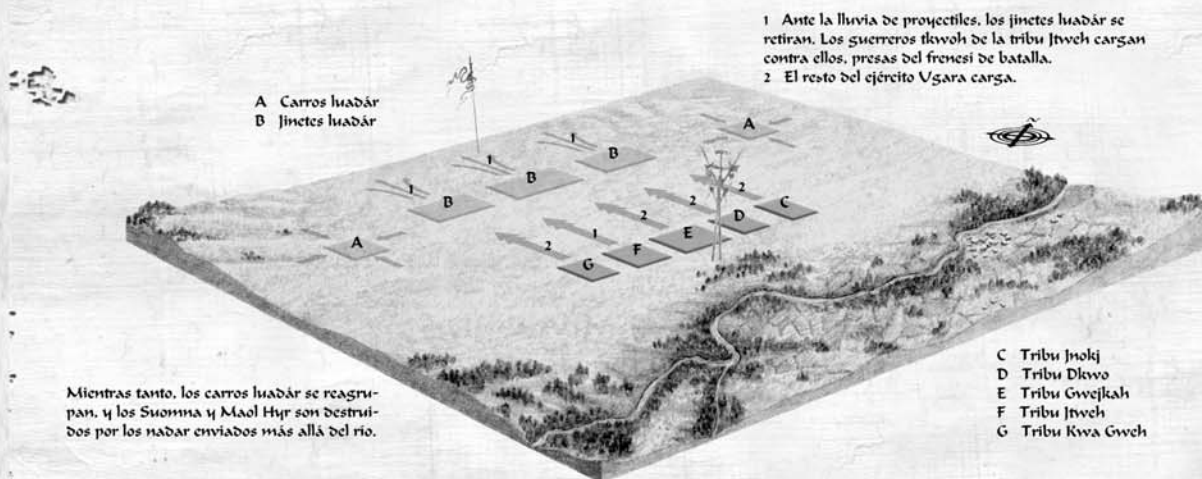 1 Ante la lluvia de proyectiles, los jinetes luadár se
retiran. Los guerreros tkwoh de la tribu Jtweh cargan
contra ellos, presas del frenesí de batalla.
2 El resto del ejército Ugara carga.
A Carros luadár
B Jinetes luadár
N
A
1
B
1
B
2
C
1
B
2
D
2
E
A
1
F
2
G
Mientras tanto, los carros luadár se reagru-
pan, y los Suomna y Maol Hyr son destrui-
dos por los nadar enviados más allá del río.
C Tribu Jnokj
D Tribu Dkwo
E Tribu Gwejkah
F Tribu Jtweh
G Tribu Kwa Gweh